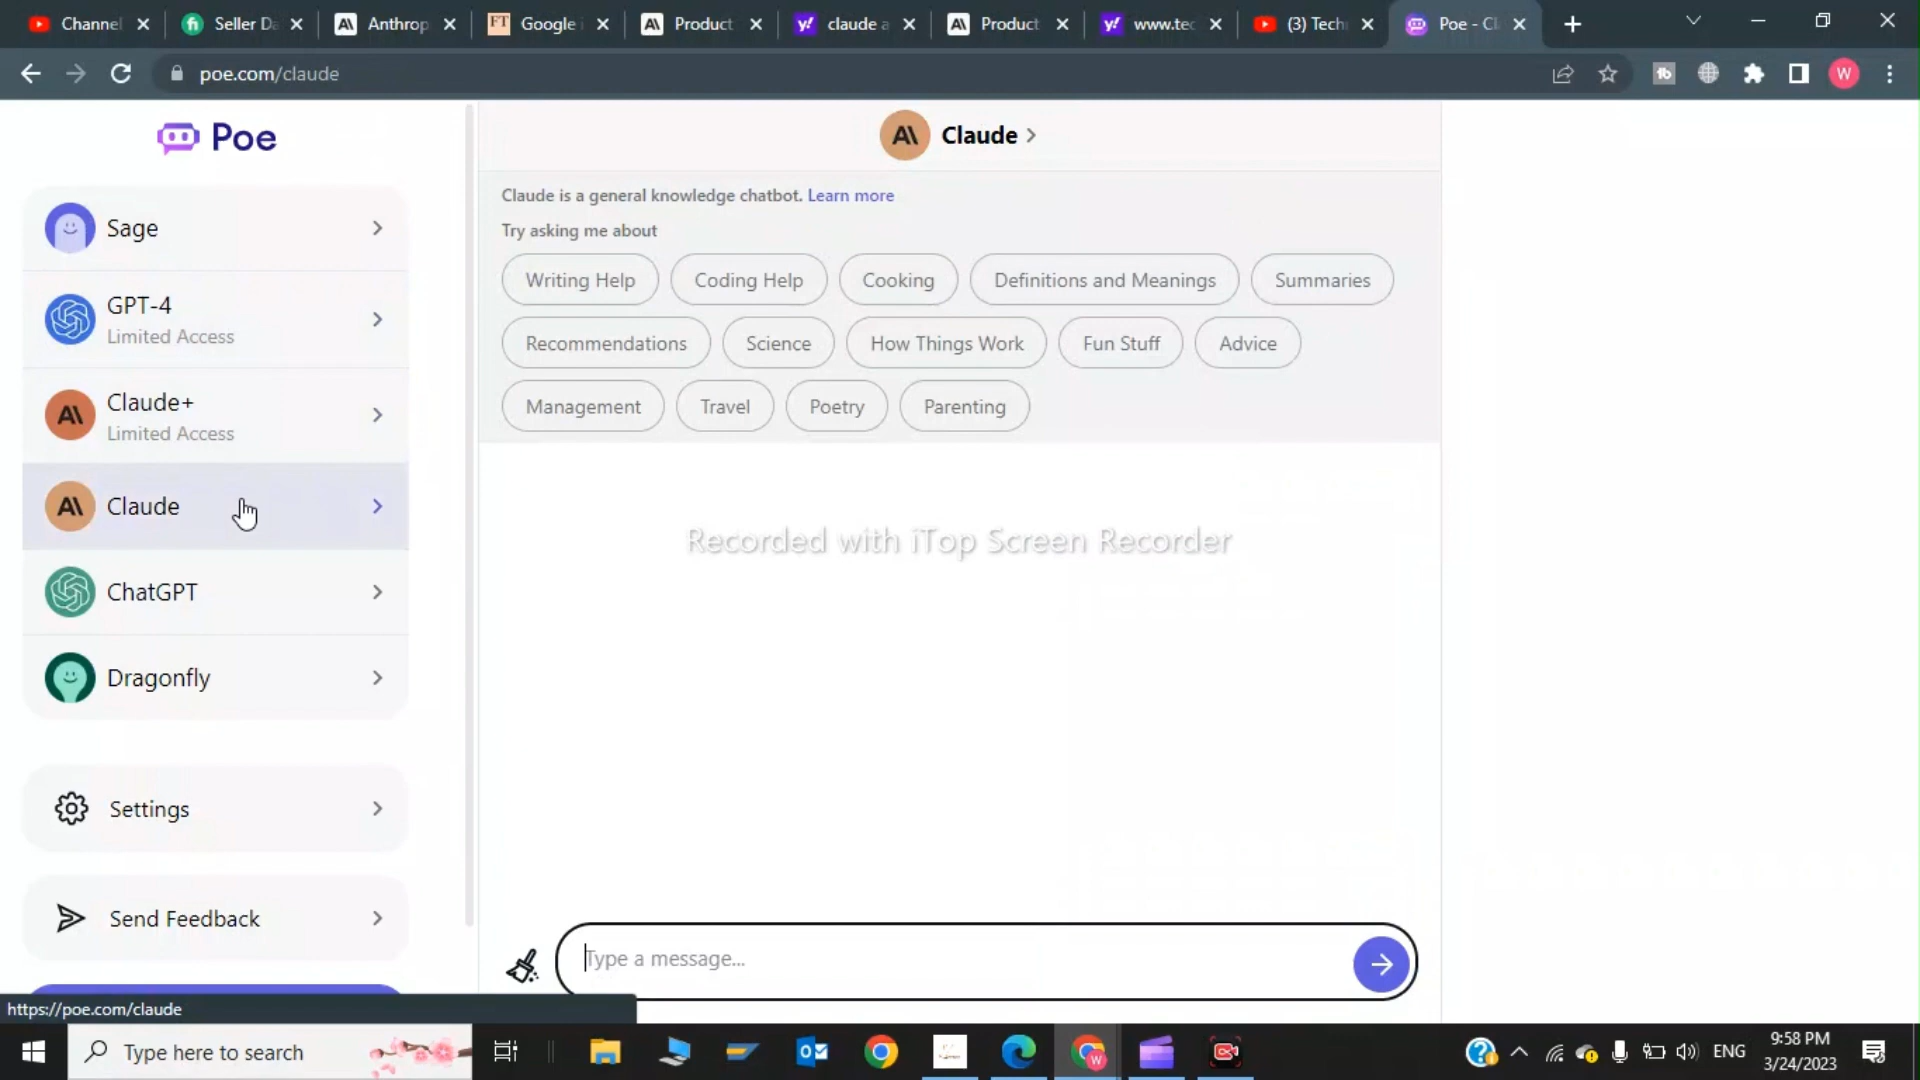 Channel
Seller Da
Anthrop
Google
Product
claude a
Product
www.tec
(3) Tech
Poe - Cl
poe.com/claude
W
Poe
Claude
Claude is a general knowledge chatbot. Learn more
Try asking me about
Writing Help
Coding Help
Cooking
Definitions and Meanings
Summaries
Recommendations
Science
How Things Work
Fun Stuff
Advice
Management
Travel
Poetry
Parenting
Sage
GPT-4
Limited Access
Claude+
Limited Access
Claude
ChatGPT
Dragonfly
Settings
Send Feedback
Recorded with iTop Screen Recorder
Type a message...
https://poe.com/claude
Type here to search
ENG
9:58 PM
3/24/2023